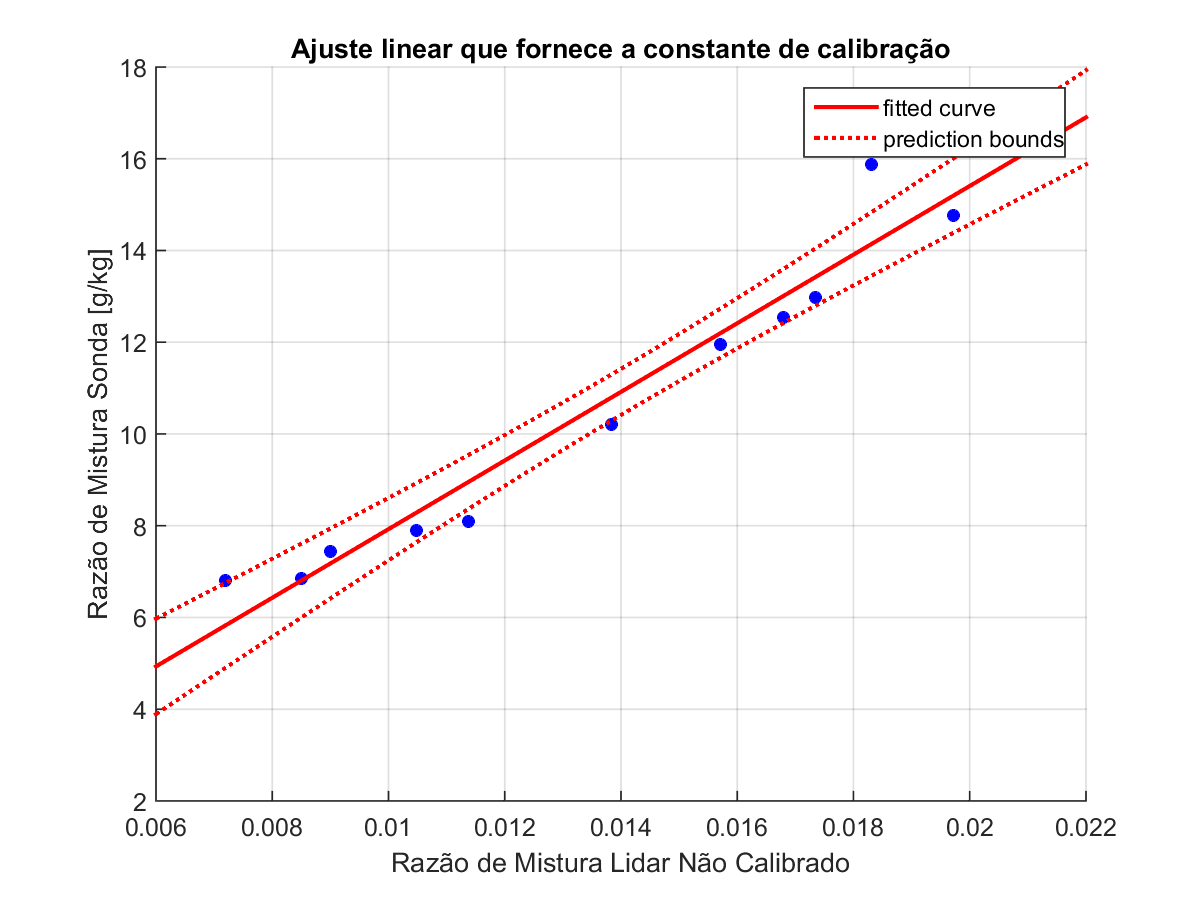 Ajuste linear que fornece a constante de calibração
fitted curve
prediction bounds
Razão de Mistura Sonda [g/kg]
18
16
14
12
10
8
6
4
2
0.006 0.008 0.01 0.012 0.014 0.016 0.018 0.02 0.022
Razão de Mistura Lidar Não Calibrado